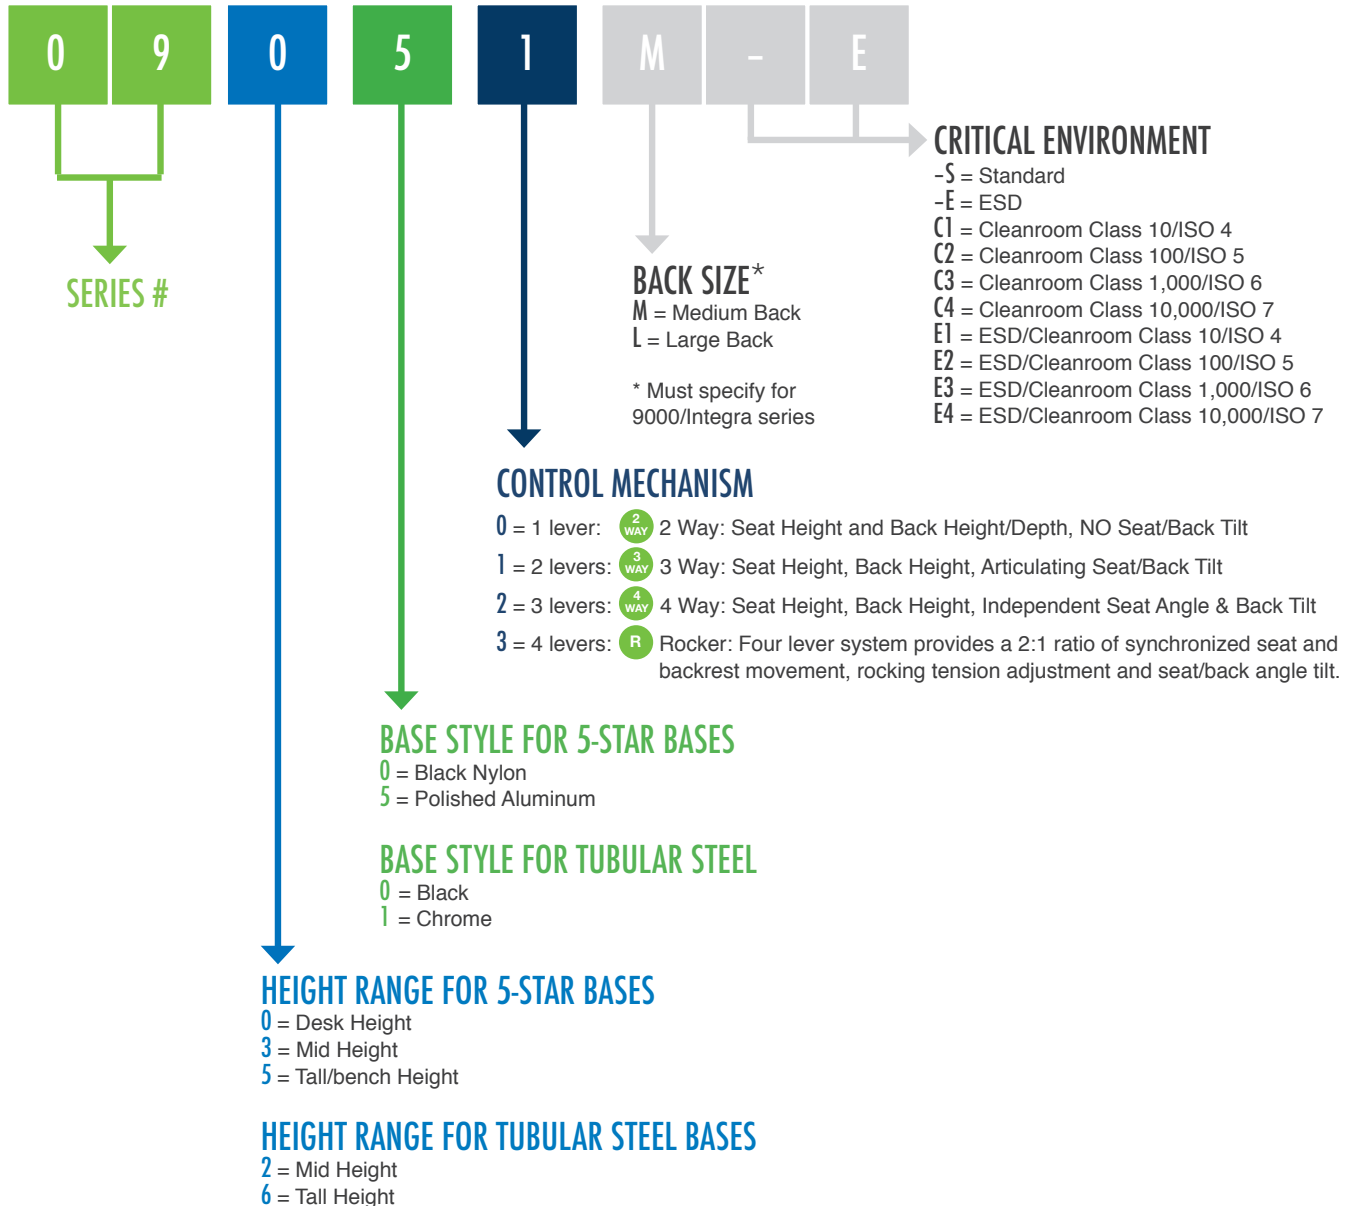 0 9 0 5 1 M - E
CRITICAL ENVIRONMENT
-S = Standard
-E = ESD
C1 = Cleanroom Class 10/ISO 4
C2 = Cleanroom Class 100/ISO 5
C3 = Cleanroom Class 1,000/ISO 6
C4 = Cleanroom Class 10,000/ISO 7
E1 = ESD/Cleanroom Class 10/ISO 4
E2 = ESD/Cleanroom Class 100/ISO 5
E3 = ESD/Cleanroom Class 1,000/ISO 6
E4 = ESD/Cleanroom Class 10,000/ISO 7
SERIES #
BACK SIZE*
M = Medium Back
L = Large Back
* Must specify for
9000/Integra series
CONTROL MECHANISM
0 = 1 lever: 2 WAY 2 Way: Seat Height and Back Height/Depth, NO Seat/Back Tilt
1 = 2 levers: 3 WAY 3 Way: Seat Height, Back Height, Articulating Seat/Back Tilt
2 = 3 levers: 4 WAY 4 Way: Seat Height, Back Height, Independent Seat Angle & Back Tilt
3 = 4 levers: R Rocker: Four lever system provides a 2:1 ratio of synchronized seat and
backrest movement, rocking tension adjustment and seat/back angle tilt.
BASE STYLE FOR 5-STAR BASES
0 = Black Nylon
5 = Polished Aluminum
BASE STYLE FOR TUBULAR STEEL
0 = Black
1 = Chrome
HEIGHT RANGE FOR 5-STAR BASES
0 = Desk Height
3 = Mid Height
5 = Tall/bench Height
HEIGHT RANGE FOR TUBULAR STEEL BASES
2 = Mid Height
6 = Tall Height